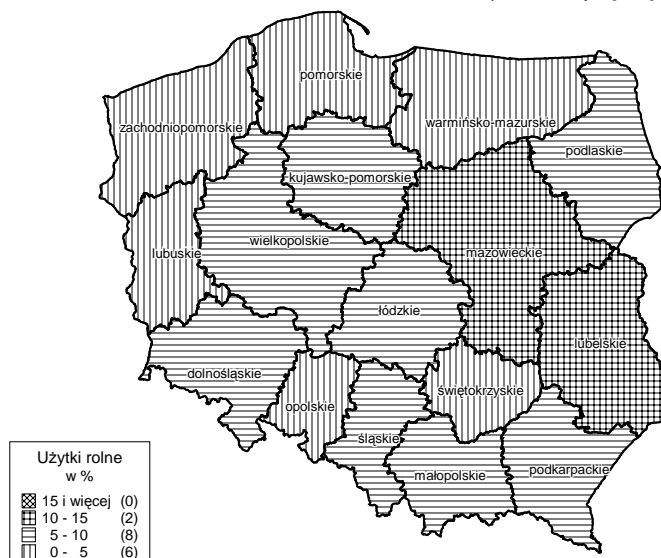 pomorskie
zachodniopomorskie
warmińsko-mazurskie
podlaskie
kujawsko-pomorskie
wielkopolskie
mazowieckie
lubuskie
łódzkie
lubelskie
dolnośląskie
świętokrzyskie
opolskie
śląskie
podkarpackie
małopolskie
Użytki rolne
w %
15 i więcej (0)
10 - 15 (2)
5 - 10 (8)
0 - 5 (6)